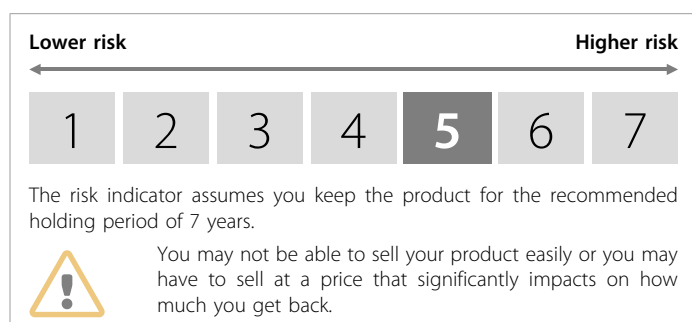 Lower risk Higher risk
1 2 3 4 5 6 7
The risk indicator assumes you keep the product for the recommended
holding period of 7 years.
You may not be able to sell your product easily or you may
have to sell at a price that significantly impacts on how
much you get back.